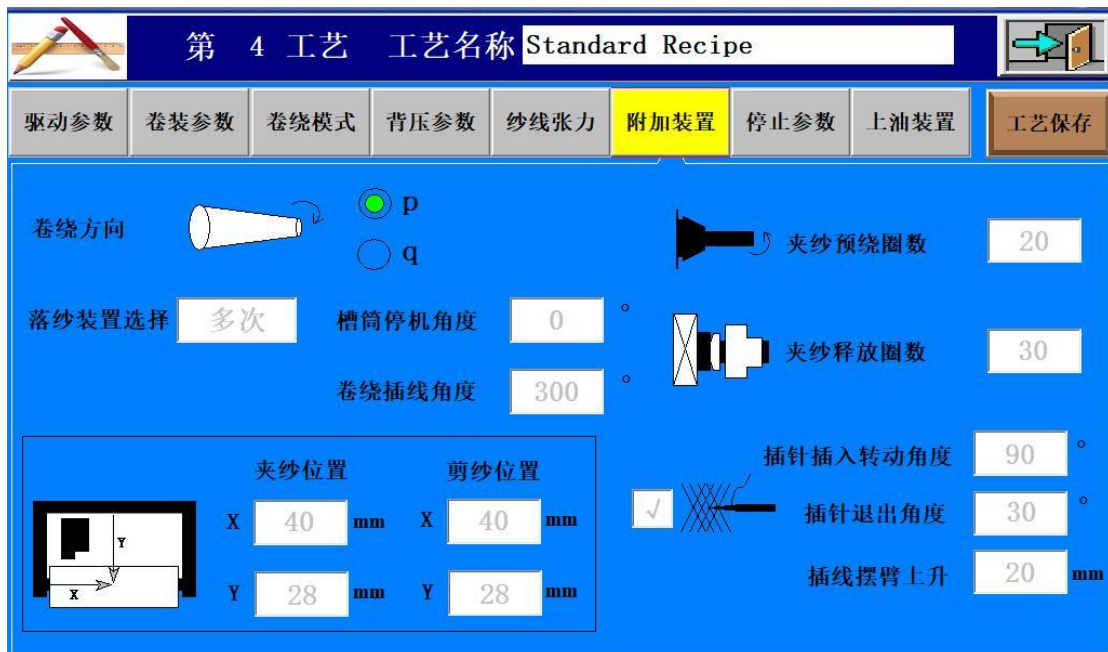 第 4 工艺 工艺名称 Standard Recipe
驱动参数 卷装参数 卷绕模式 背压参数 纱线张力 附加装置 停止参数 上油装置 工艺保存
卷绕方向
p
q
夹纱预绕圈数 20
落纱装置选择 多次 槽筒停机角度 0 °
夹纱释放圈数 30
卷绕插线角度 300 °
夹纱位置 剪纱位置
X 40 mm X 40 mm
Y 28 mm Y 28 mm
Y
X
插针插入转动角度 90 °
√ 插针退出角度 30 °
插线摆臂上升 20 mm